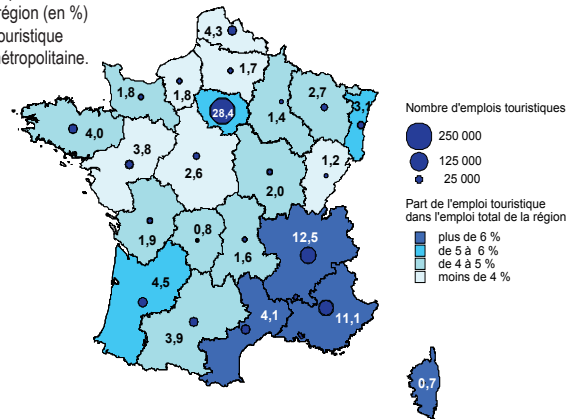 région (en %)
ouristique
étropolitaine.
4,3
1,7
1,8
1,8
28,4
1,4
2,7
3,1
4,0
3,8
2,6
2,0
1,2
1,9
0,8
1,6
12,5
4,5
3,9
4,1
11,1
0,7
Nombre d'emplois touristiques
250 000
125 000
25 000
Part de l'emploi touristique
dans l'emploi total de la région
plus de 6 %
de 5 à 6 %
de 4 à 5 %
moins de 4 %